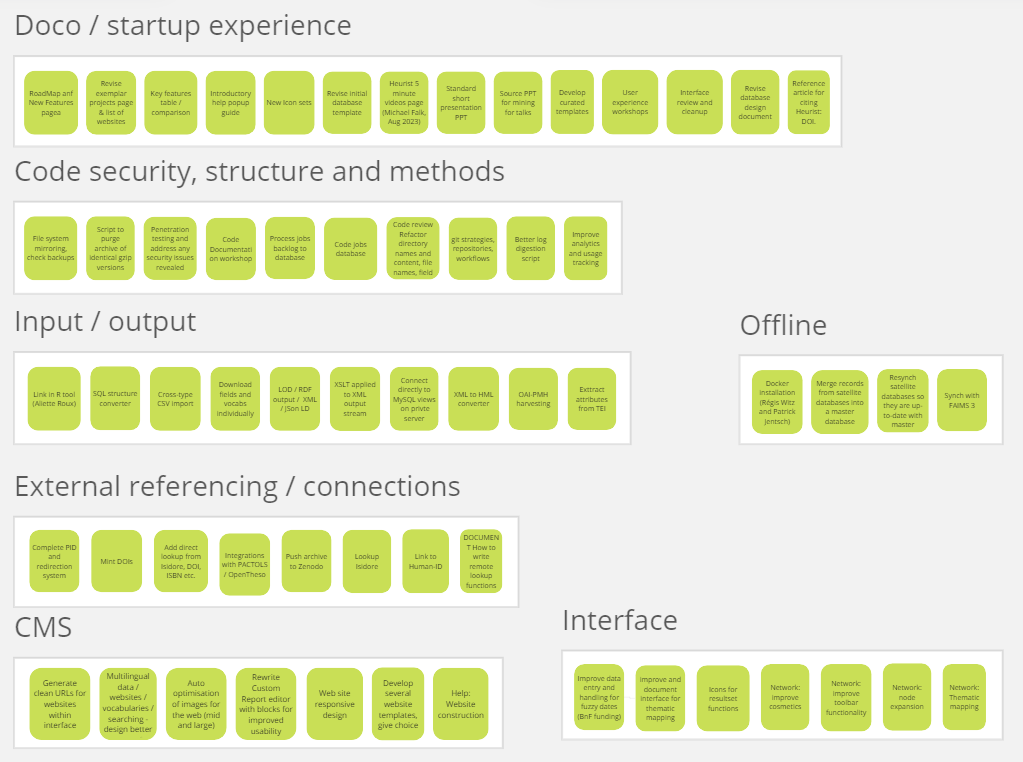 Doco / startup experience
RoadMap anf
New Features
pagea
Revise
exemplar
projects page
& list of
websites
Key features
table /
comparison
Introductory
help popup
guide
New Icon sets
Revise initial
database
template
Heurist 5
minute
videos page
(Michael Falk,
Aug 2023)
Standard
short
presentation
PPT
Source PPT
for mining
for talks
Develop
curated
templates
User
experience
workshops
Interface
review and
cleanup
Revise
database
design
document
Reference
article for
citing
Heurist:
DOI.
Code security, structure and methods
File system
mirroring,
check backups
Script to
purge
archive of
identical gzip
versions
Penetration
testing and
address any
security issues
revealed
Code
Documentati
on workshop
Process jobs
backlog to
database
Code jobs
database
Code review
Refactor
directory
names and
content, file
names, field
git strategies,
repositories,
workflows
Better log
digestion
script
Improve
analytics
and usage
tracking
Input / output
Link in R tool
(Aliette Roux)
SQL structure
converter
Cross-type
CSV import
Download
fields and
vocabs
individually
LOD / RDF
output / XML
/ JSon LD
XSLT applied
to XML
output
stream
Connect
directly to
MySQL views
on privte
server
XML to HML
converter
OAI-PMH
harvesting
Exttract
attributes
from TEI
Offline
Docker
installation
(Régis Witz
and Patrick
Jentsch)
Merge records
from satellite
databases into
a master
database
Resynch
satellite
databases so
they are up-
to-date with
master
Synch with
FAIMS 3
External referencing / connections
Complete PID
and
redirection
system
Mint DOIs
Add direct
lookup from
Isidore, DOI,
ISBN etc.
Integrations
with PACTOLS
/ OpenTheso
Push archive
to Zenodo
Lookup
Isidore
Link to
Human-ID
DOCUMEN
T How to
write
remote
lookup
functions
CMS
Generate
clean URLs for
websites
within
interface
Multilingual
data /
websites /
vocabularies /
searching -
design better
Auto
optimisation
of images for
the web (mid
and large)
Rewrite
Custom
Report editor
with blocks for
improved
usability
Web site
responsive
design
Develop
several
website
templates,
give choice
Help:
Website
construction
Interface
Improve data
entry and
handling for
fuzzy dates
(BnF funding)
improve and
document
interface for
thematic
mapping
Icons for
resultset
functions
Network:
improve
cosmetics
Network:
improve
toolbar
functionality
Network:
node
expansion
Network:
Thematic
mapping